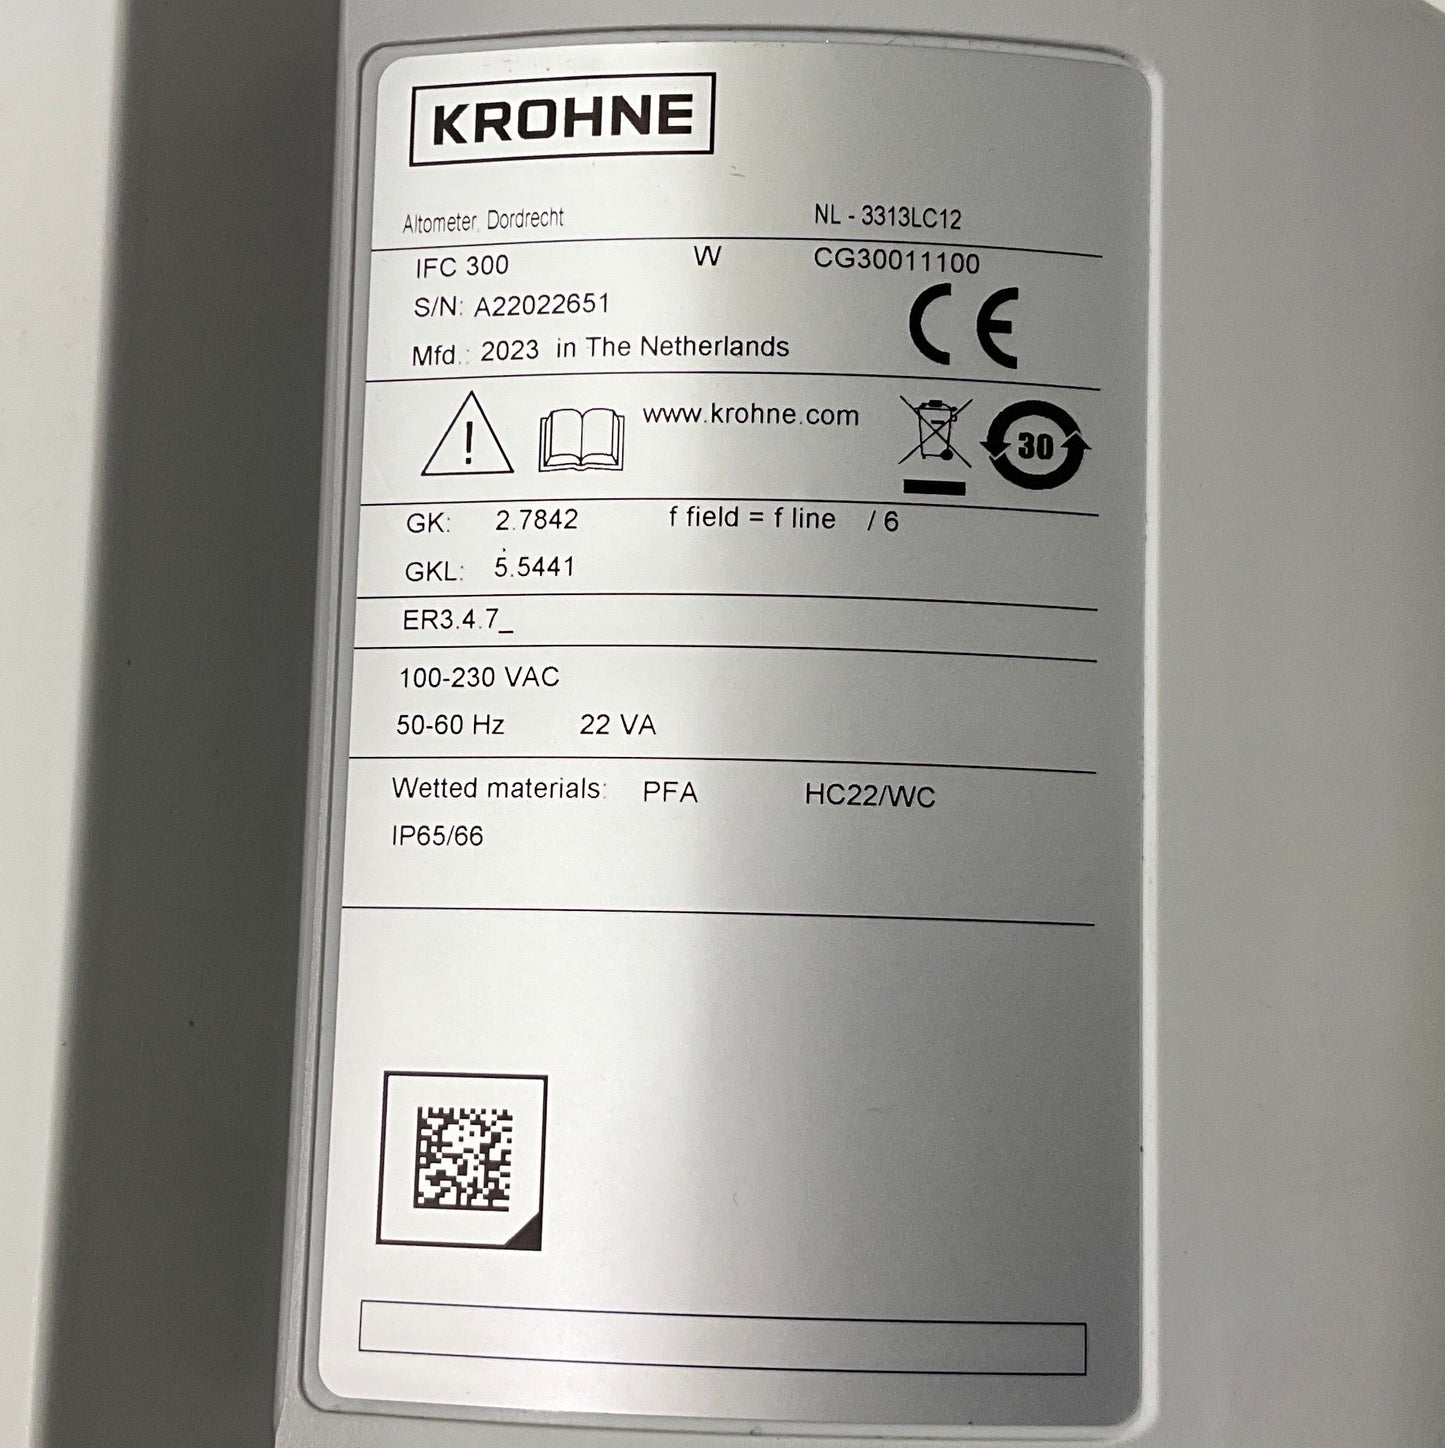 KROHNE
Altometer, Dordrecht NL - 3313LC12
IFC 300 W CG30011100
S/N: A22022651
Mfd.: 2023 in The Netherlands CE
! www.krohne.com 30
GK: 2.7842 f field = f line / 6
GKL: 5.5441
ER3.4.7_
100-230 VAC
50-60 Hz 22 VA
Wetted materials: PFA HC22/WC
IP65/66